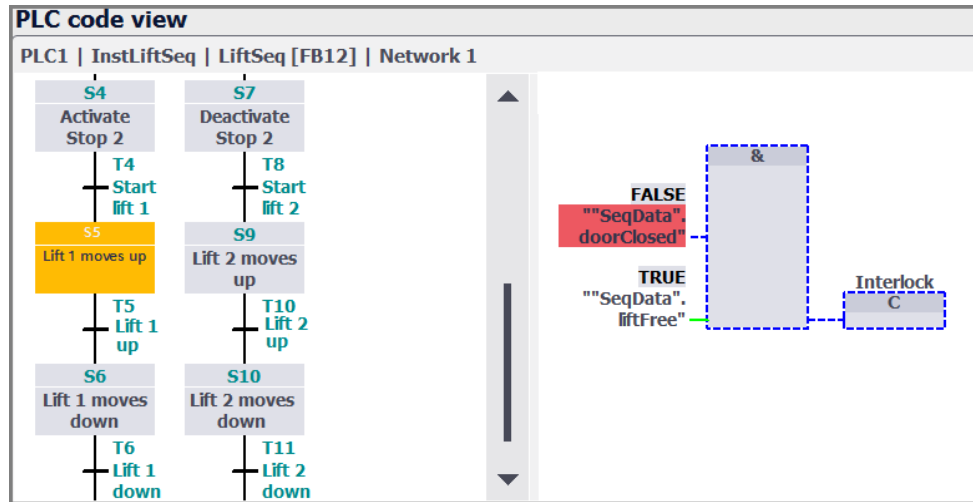 PLC code view
PLC1 | InstLiftSeq | LiftSeq [FB12] | Network 1
S4
Activate
Stop 2
T4
Start
lift 1
S5
Lift 1 moves up
T5
Lift 1
up
S6
Lift 1 moves
down
T6
Lift 1
down
S7
Deactivate
Stop 2
T8
Start
lift 2
S9
Lift 2 moves
up
T10
Lift 2
up
S10
Lift 2 moves
down
T11
Lift 2
down
&
FALSE
""SeqData".
doorClosed"
TRUE
""SeqData".
liftFree"
Interlock
C